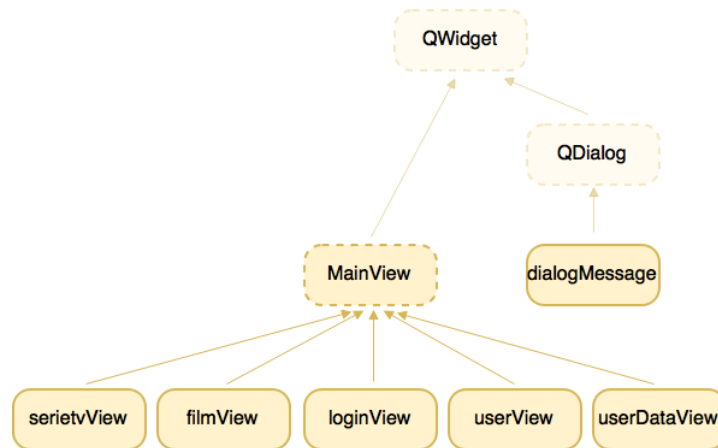 QWidget
QDialog
MainView
dialogMessage
serietvView
filmView
loginView
userView
userDataView